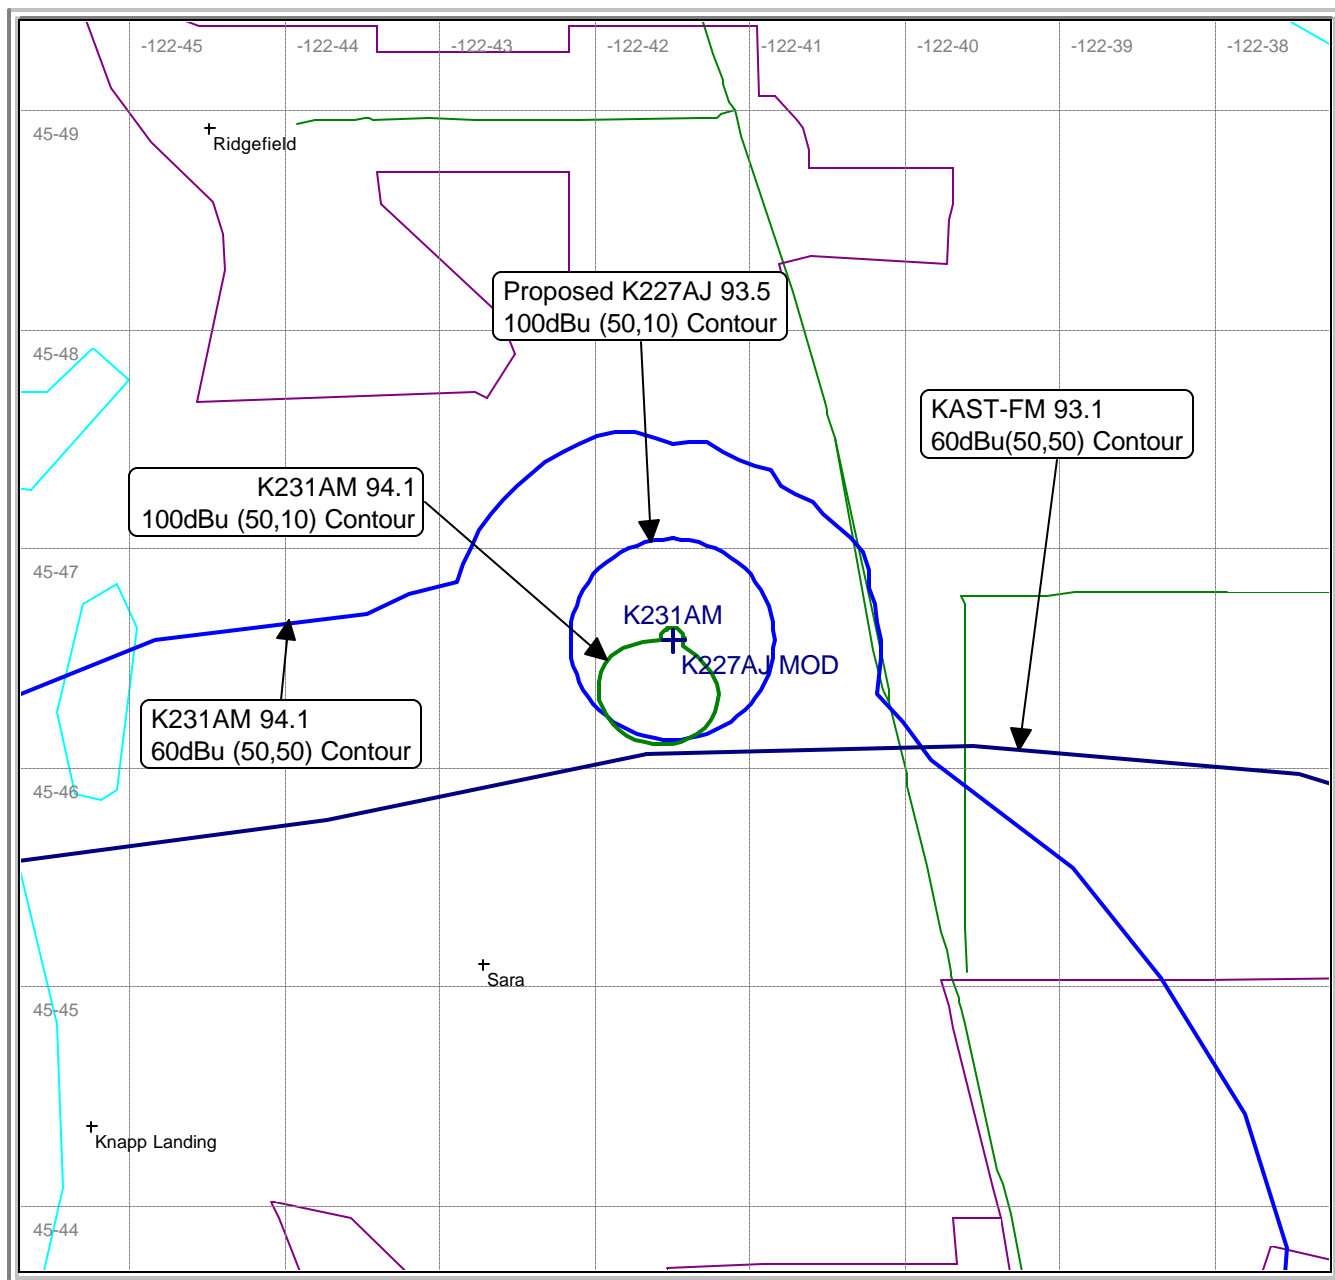 -122-45 -122-44 -122-43 -122-42 -122-41 -122-40 -122-39 -122-38
45-49
Ridgefield
Proposed K227AJ 93.5
100dBu (50,10) Contour
45-48
KAST-FM 93.1
60dBu(50,50) Contour
K231AM 94.1
100dBu (50,10) Contour
45-47
K231AM
K227AJ MOD
K231AM 94.1
60dBu (50,50) Contour
45-46
Sara
45-45
Knapp Landing
45-44